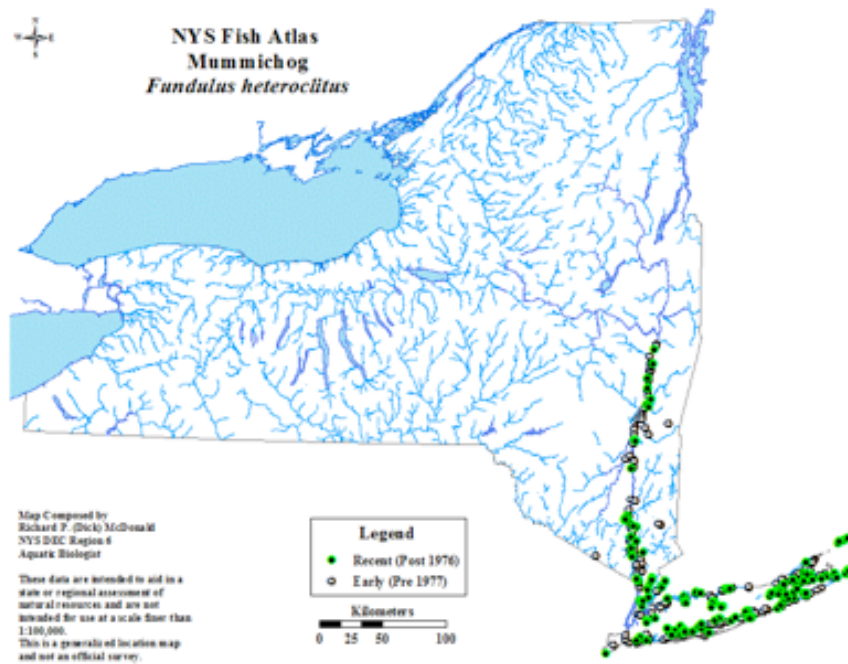 NYS Fish Atlas
Mummichog
Fundulus heteroclitus
Map Composed by
Richard P. (Dick) McDonald
NYS DEC Region 6
Aquatic Biologist
These data are intended to aid in a
state or regional assessment of
natural resources and are not
intended for use at a scale finer than
1:100,000.
This is a generalized location map
and not an official survey.
Legend
Recent (Post 1976)
Early (Pre 1977)
Kilometers
0 25 50 100